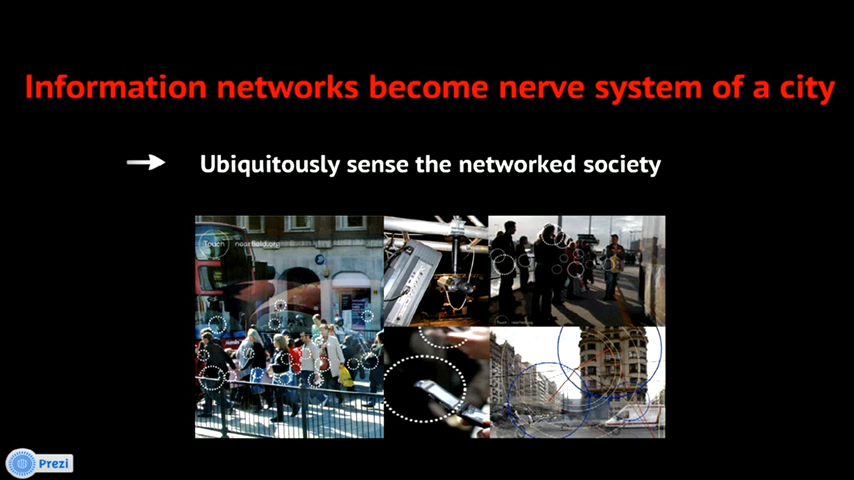 Information networks become nerve system of a city
Ubiquitously sense the networked society
Touch nearfield.org
Prezi